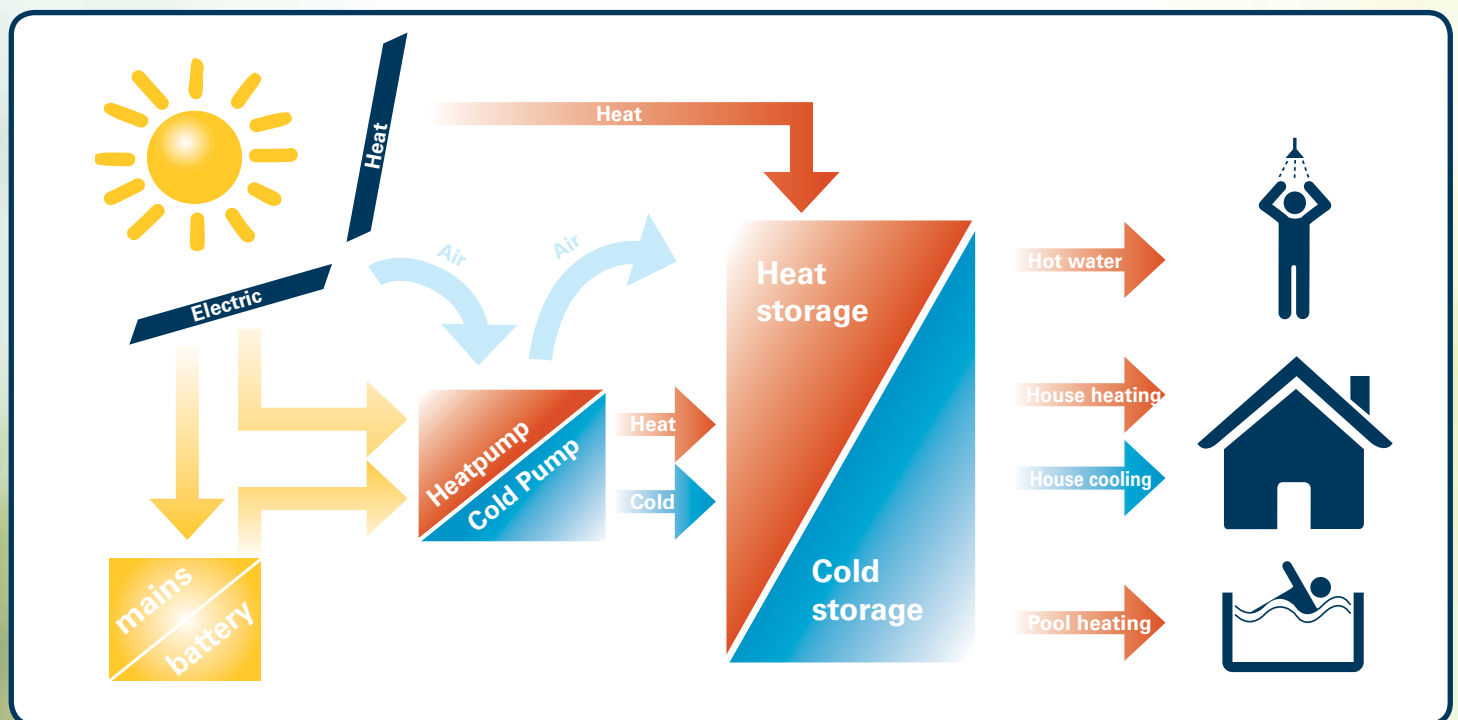 Heat
Heat
Electric
Air
Air
Heat
storage
Cold
storage
Heatpump
Cold Pump
Heat
Cold
mains
battery
Hot water
House heating
House cooling
Pool heating